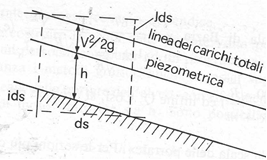 Jds
V²/2g
linea dei carichi totali
piezometrica
h
ids
ds